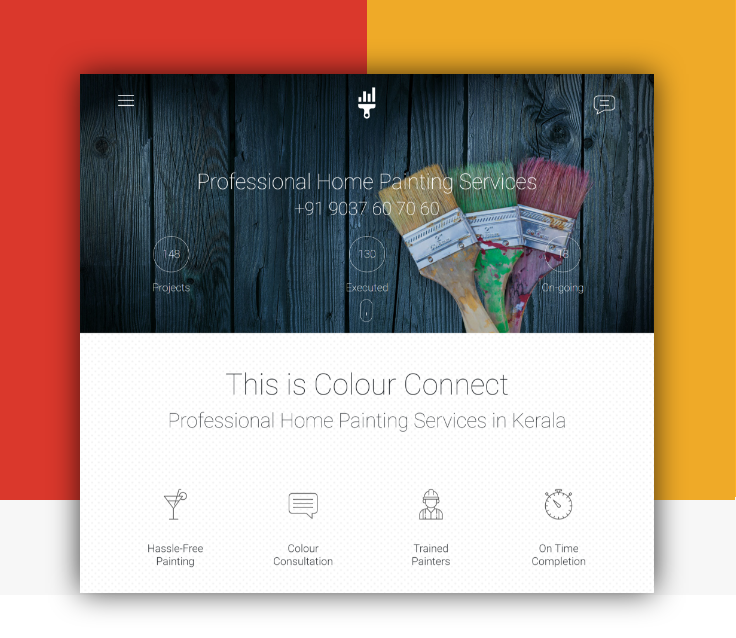 Professional Home Painting Services
+91 9037 60 70 60
148
130
18
Projects
Executed
On-going
This is Colour Connect
Professional Home Painting Services in Kerala
Hassle-Free
Painting
Colour
Consultation
Trained
Painters
On Time
Completion